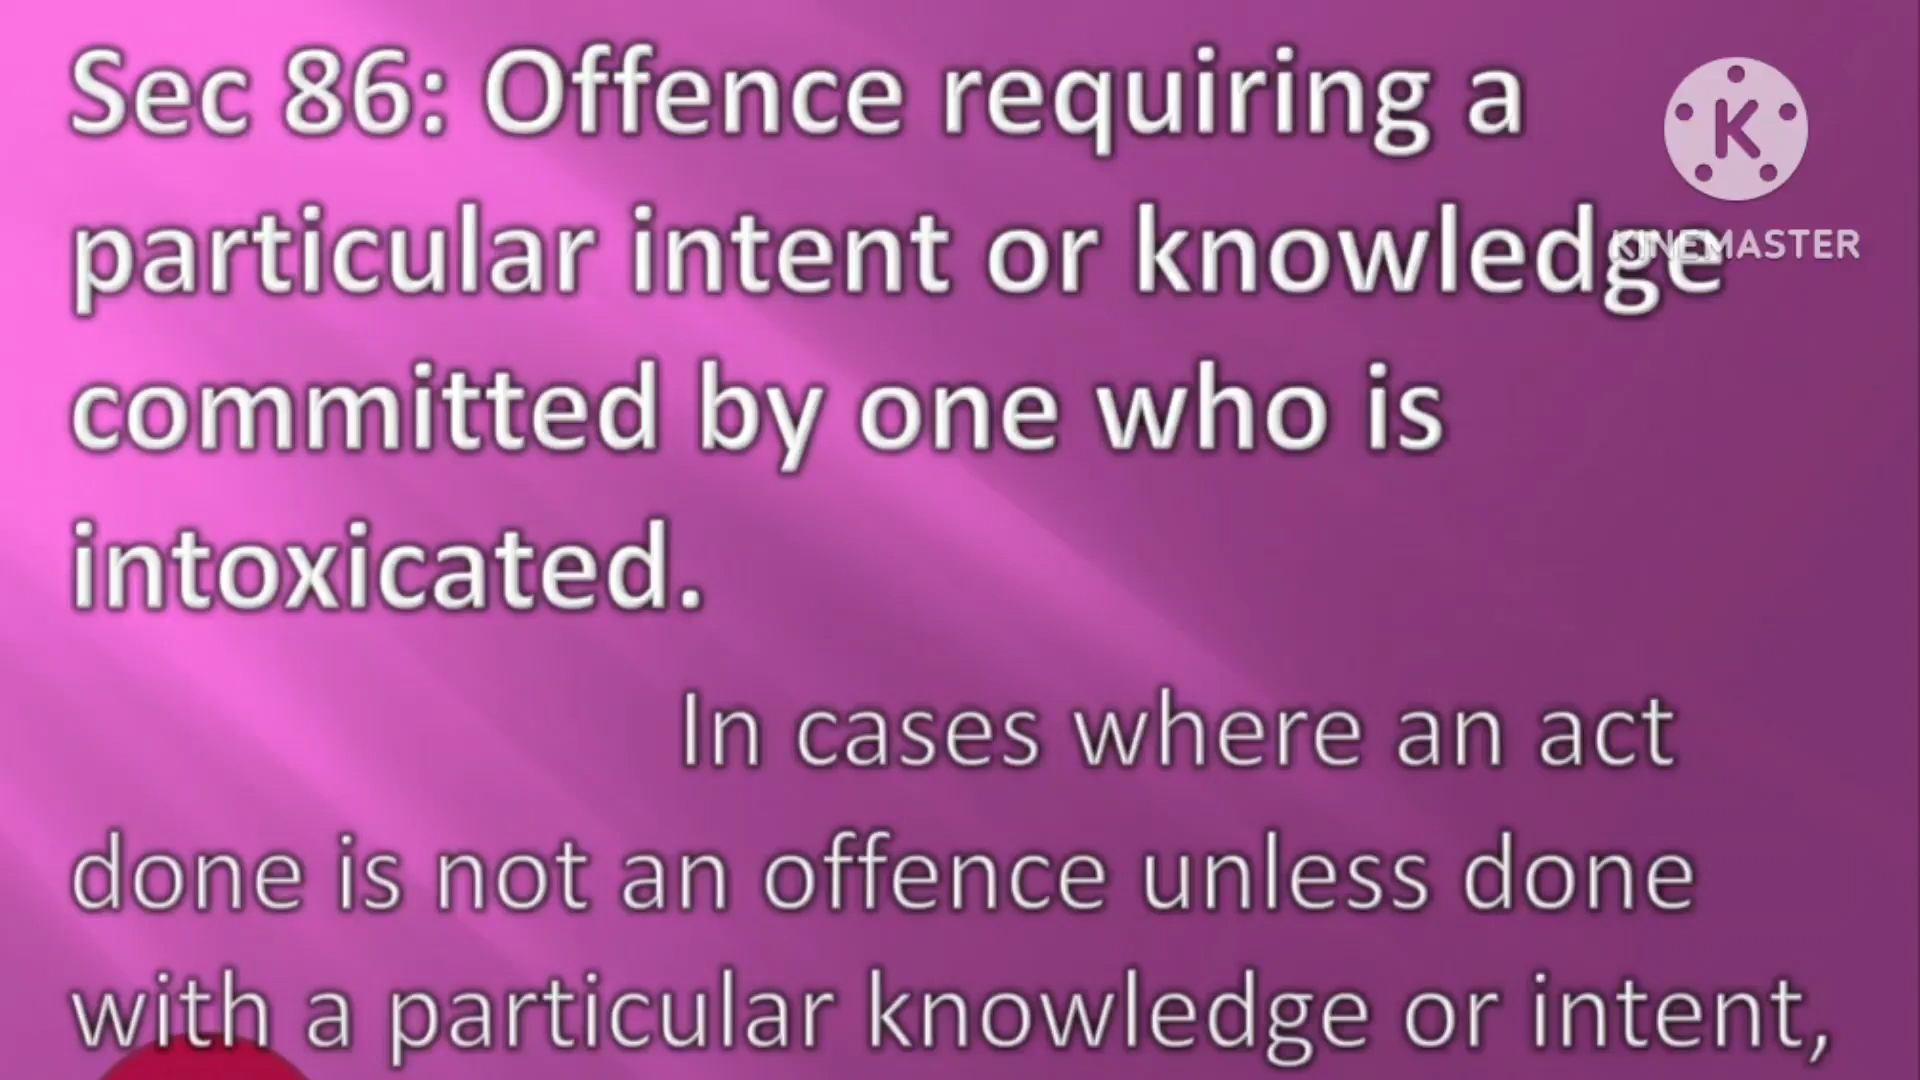 Sec 86: Offence requiring a
particular intent or knowledge
committed by one who is
intoxicated.
In cases where an act
done is not an offence unless done
with a particular knowledge or intent,
K
KINEMASTER